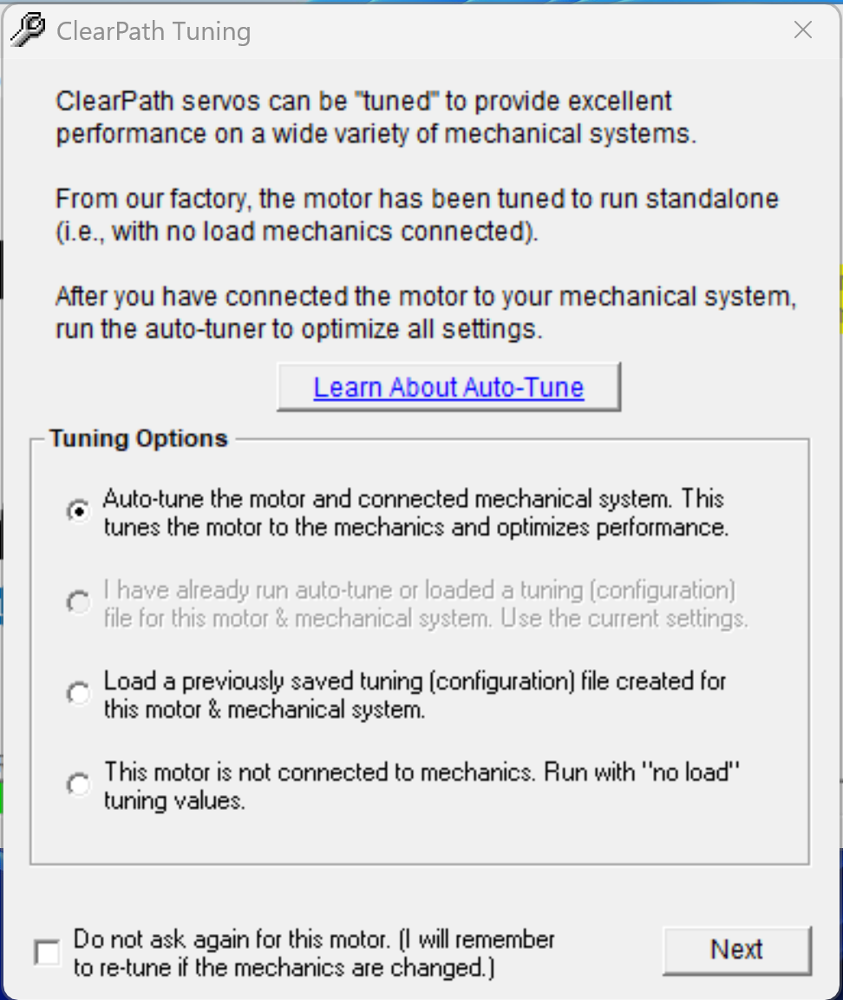 ClearPath Tuning
ClearPath servos can be "tuned" to provide excellent
performance on a wide variety of mechanical systems.
From our factory, the motor has been tuned to run standalone
(i.e., with no load mechanics connected).
After you have connected the motor to your mechanical system,
run the auto-tuner to optimize all settings.
Learn About Auto-Tune
Tuning Options
Auto-tune the motor and connected mechanical system. This
tunes the motor to the mechanics and optimizes performance.
I have already run auto-tune or loaded a tuning (configuration)
file for this motor & mechanical system. Use the current settings.
Load a previously saved tuning (configuration) file created for
this motor & mechanical system.
This motor is not connected to mechanics. Run with "no load"
tuning values.
Do not ask again for this motor. (I will remember
to re-tune if the mechanics are changed.)
Next